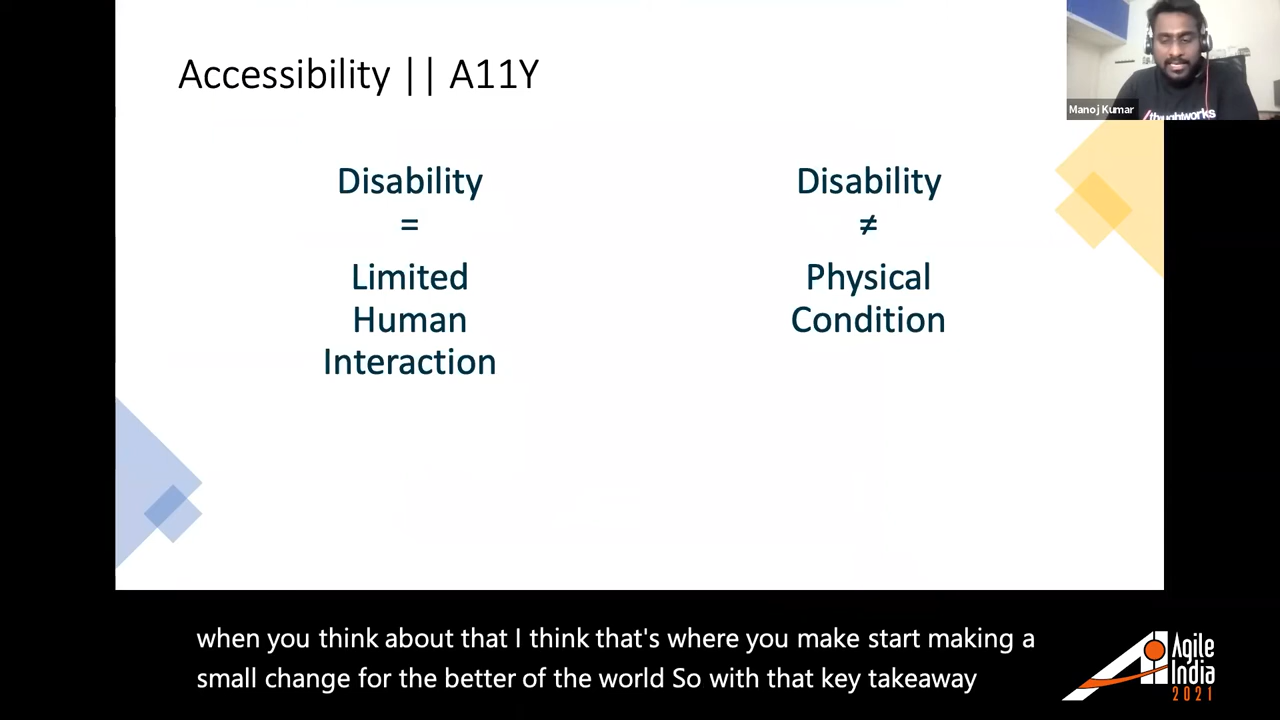 Accessibility || A11Y
Manoj Kumar
/thoughtworks
Disability
=
Limited
Human
Interaction
Disability
≠
Physical
Condition
when you think about that I think that's where you make start making a
small change for the better of the world So with that key takeaway
Agile
India
2021